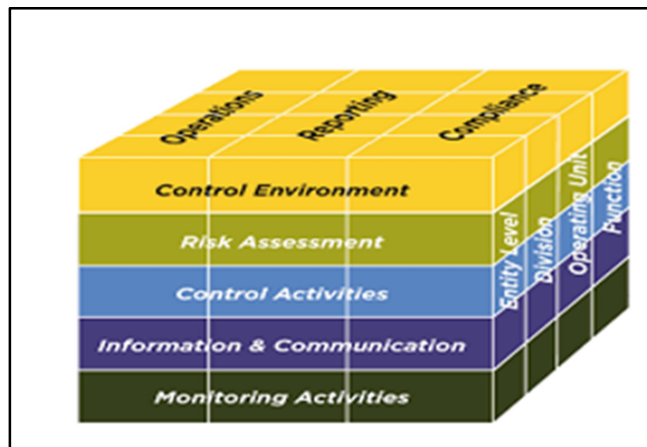 Operations
Reporting
Compliance
Control Environment
Risk Assessment
Control Activities
Information & Communication
Monitoring Activities
Entity Level
Division
Operating Unit
Function